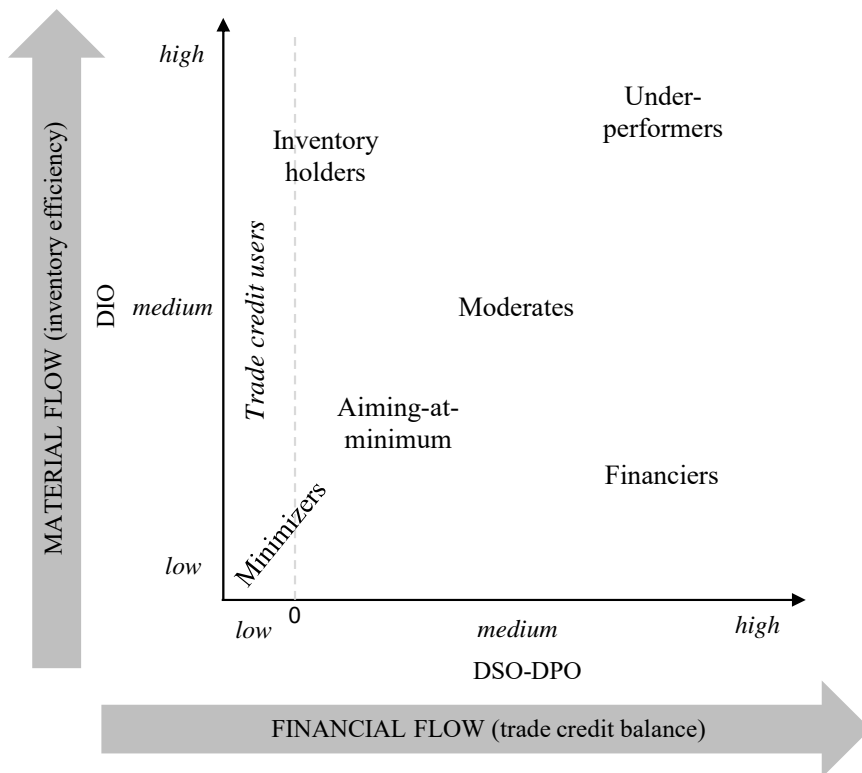 high
Under-
performers
Inventory
holders
MATERIAL FLOW (inventory efficiency)
DIO
medium
Trade credit users
Moderates
Aiming-at-
minimum
Financiers
Minimizers
low
0
low
medium
high
DSO-DPO
FINANCIAL FLOW (trade credit balance)